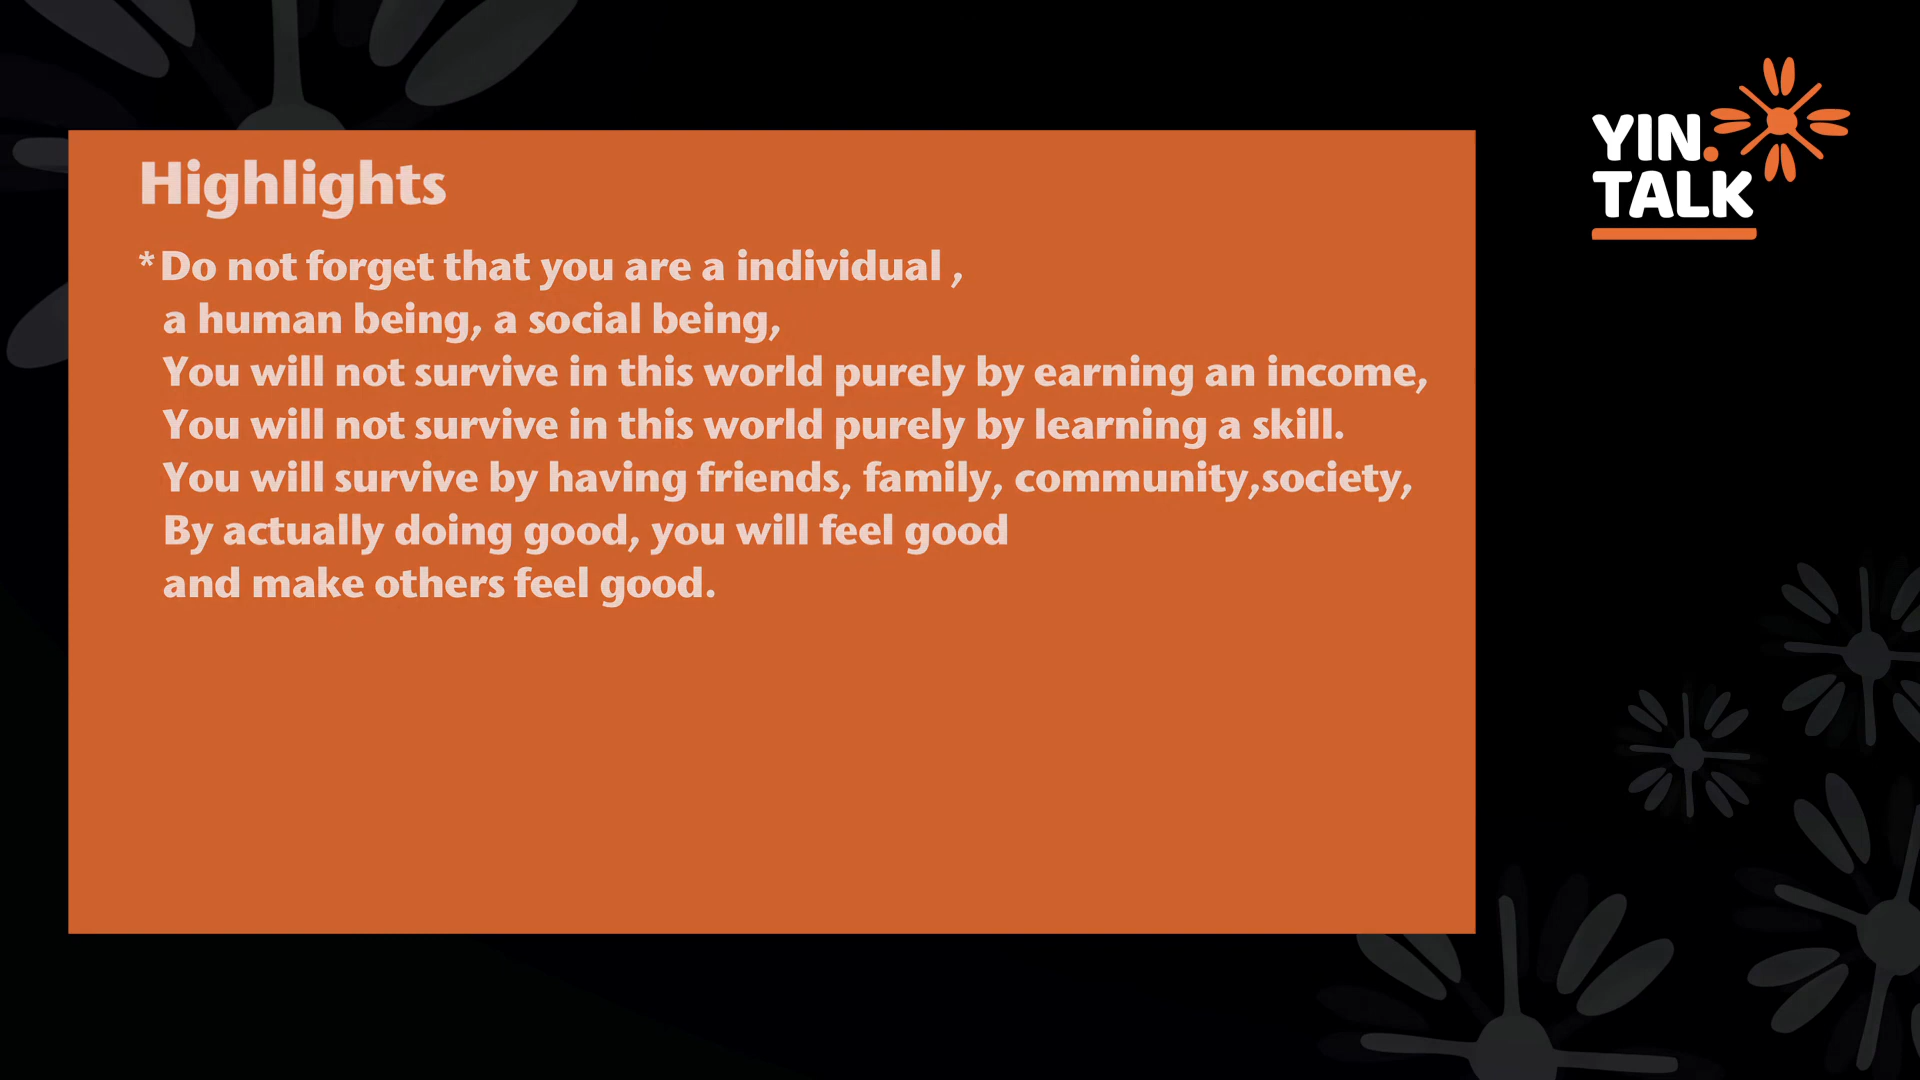 Highlights
*Do not forget that you are a individual ,
a human being, a social being,
You will not survive in this world purely by earning an income,
You will not survive in this world purely by learning a skill.
You will survive by having friends, family, community,society,
By actually doing good, you will feel good
and make others feel good.
YIN.
TALK